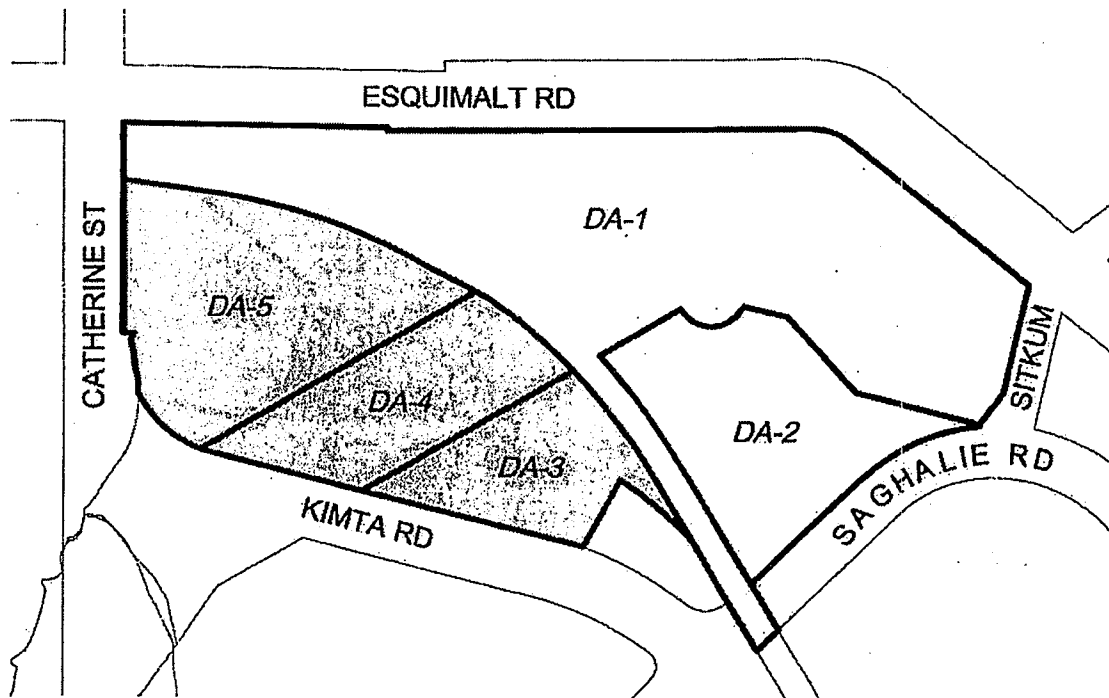 ESQUIMALT RD
DA-1
CATHERINE ST
DA-5
SITKUM
DA-4
DA-2
DA-3
SAGHALIE RD
KIMTA RD